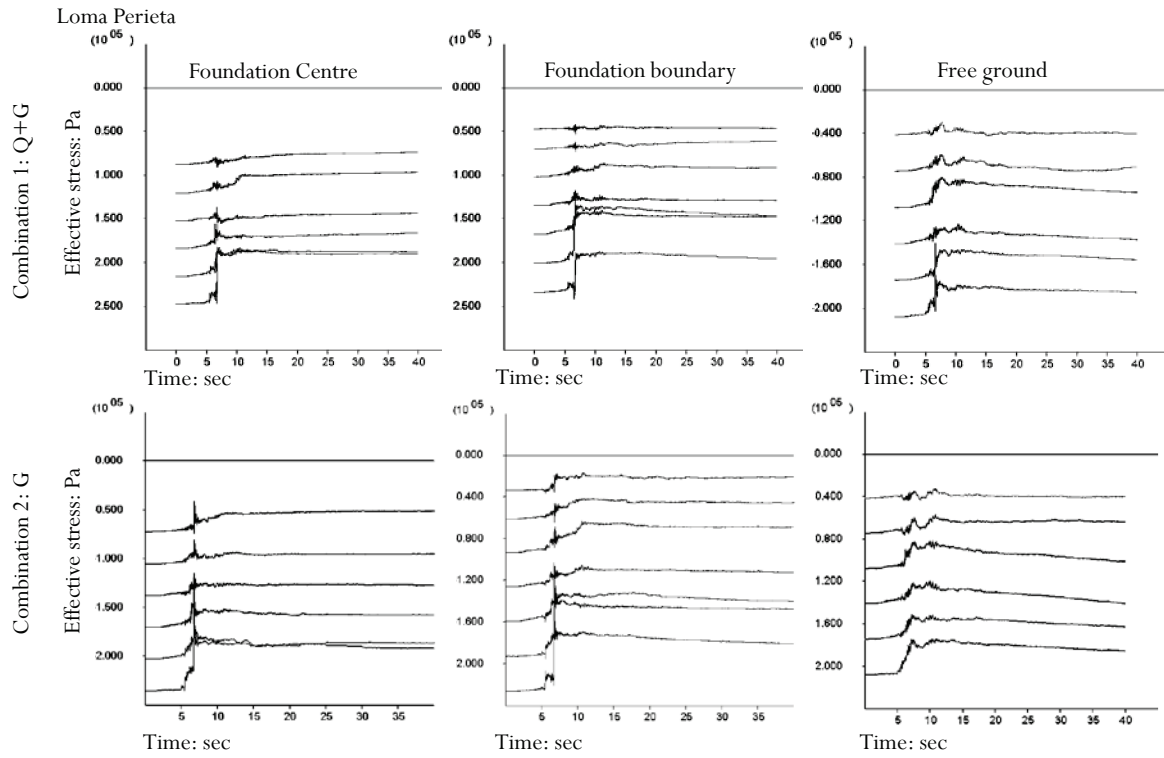 Loma Perieta
(10 05 )
(10 05 )
(10 05 )
Foundation Centre
Foundation boundary
Free ground
Combination 1: Q+G
Effective stress: Pa
0.000
0.500
1.000
1.500
2.000
2.500
0 5 10 15 20 25 30 35 40
Time: sec
0.000
0.500
1.000
1.500
2.000
2.500
0 5 10 15 20 25 30 35 40
Time: sec
0.000
-0.400
-0.800
-1.200
-1.600
-2.000
0 5 10 15 20 25 30 35 40
Time: sec
Combination 2: G
Effective stress: Pa
(10 05 )
0.000
0.500
1.000
1.500
2.000
5 10 15 20 25 30 35
Time: sec
(10 05 )
0.000
0.400
0.800
1.200
1.600
2.000
5 10 15 20 25 30 35
Time: sec
(10 05 )
0.000
0.400
0.800
1.200
1.600
2.000
5 10 15 20 25 30 35 40
Time: sec